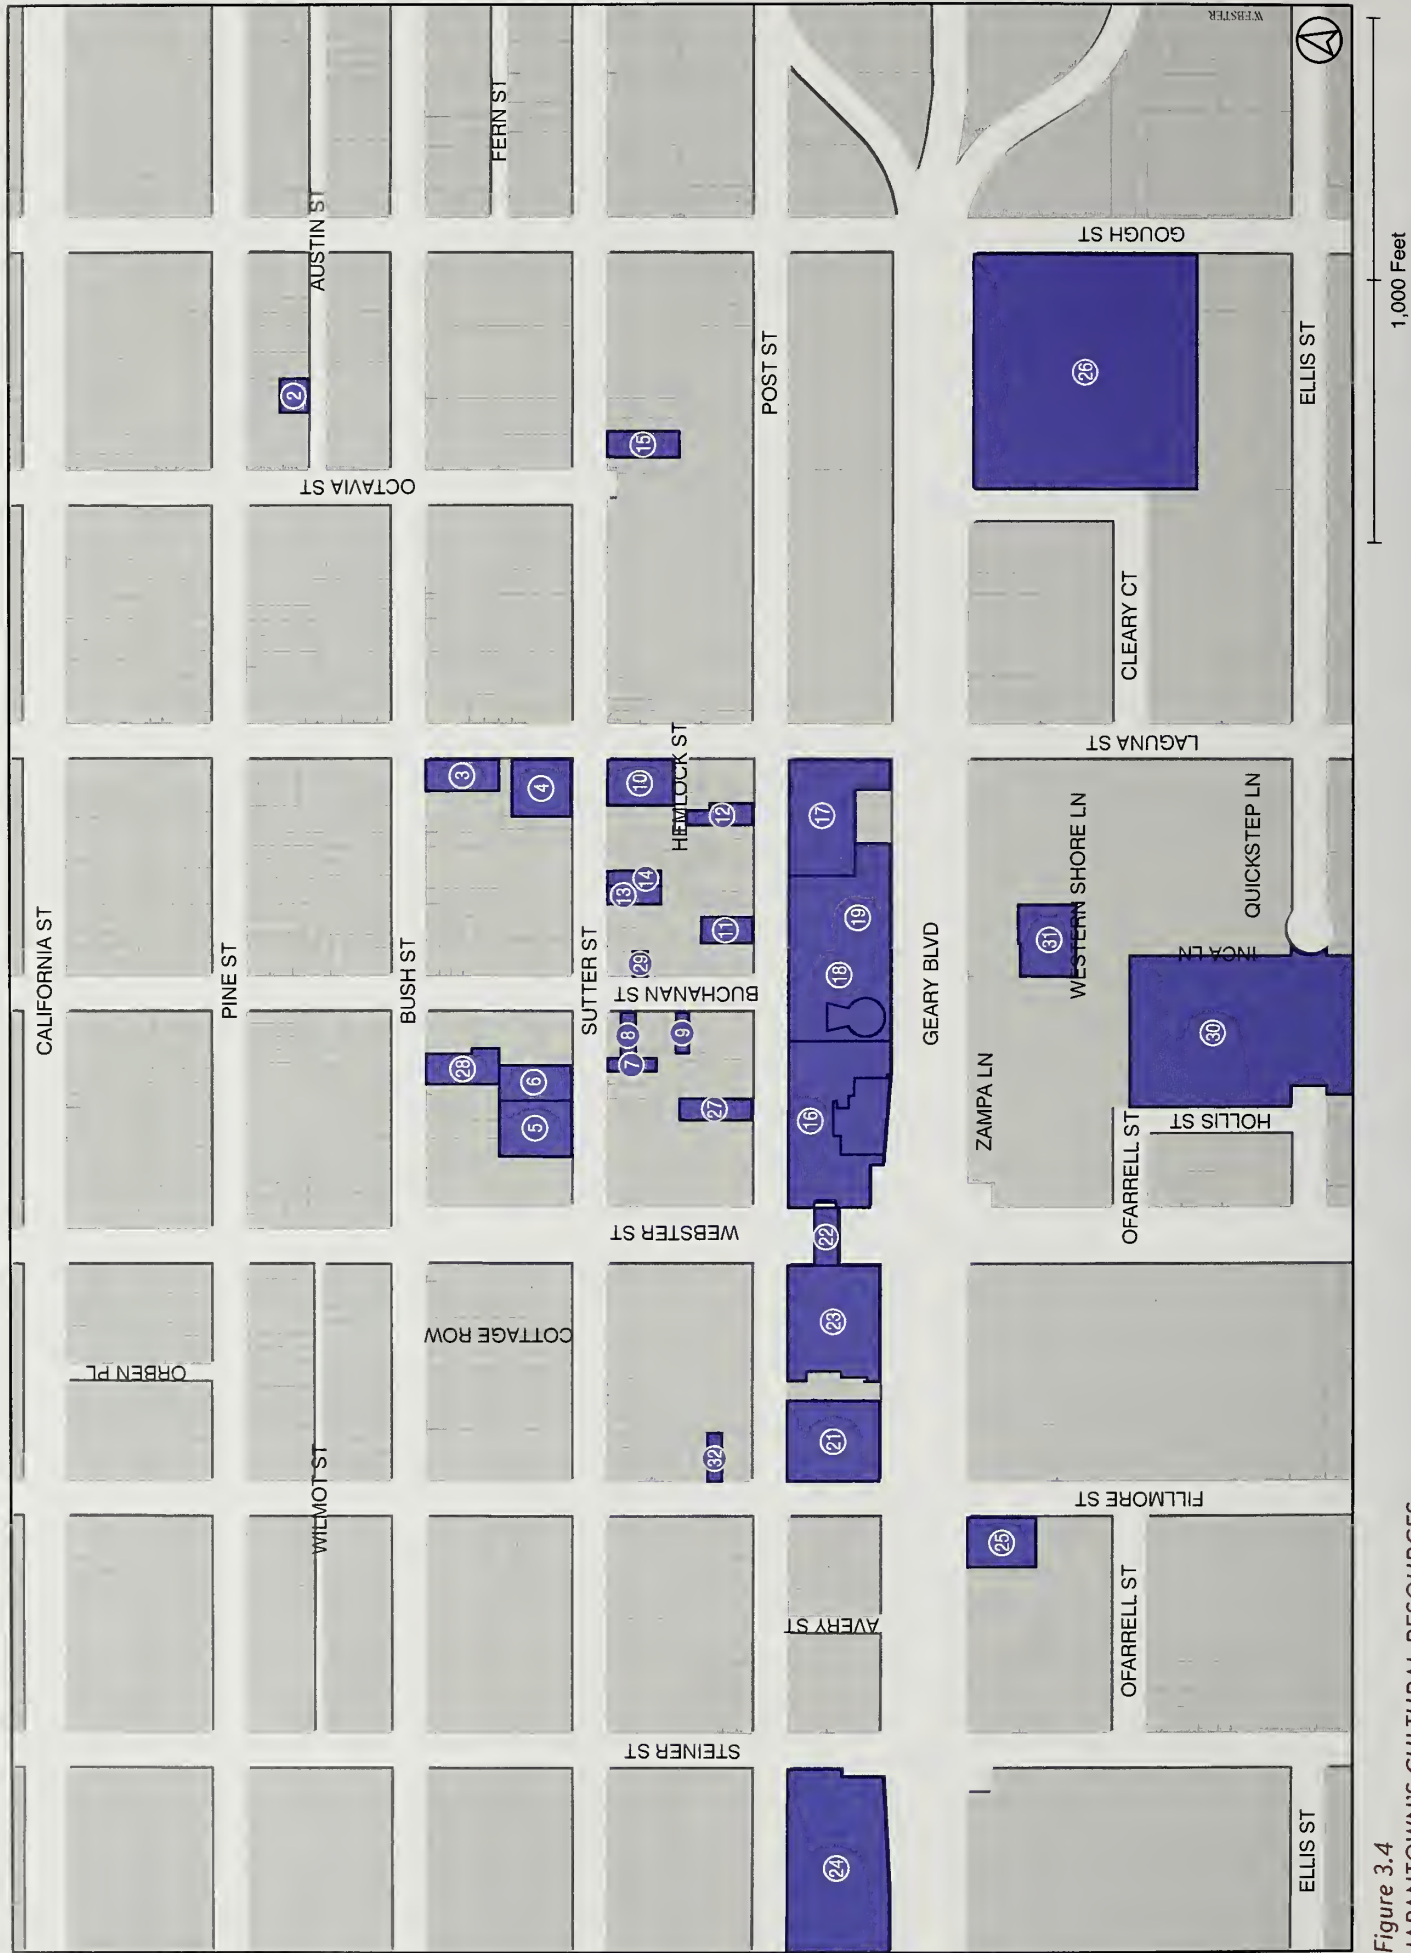 CALIFORNIA ST
ORBEN PL
PINE ST
WILMOT ST
AUSTIN ST
2
OCTAVIA ST
BUSH ST
FERN ST
COTTAGE ROW
28
3
5
6
4
SUTTER ST
STEINER ST
WEBSTER ST
BUCHANAN ST
7
8
29
13
14
10
15
32
27
9
11
12
HEMLOCK ST
POST ST
24
AVERY ST
21
23
22
16
18
19
17
GEARY BLVD
25
FILLMORE ST
ZAMPA LN
31
WESTERN SHORE LN
LAGUNA ST
26
GOUGH ST
OFARRELL ST
OFARRELL ST
CLEARY CT
HOLLIS ST
30
INCA LN
QUICKSTEP LN
ELLIS ST
ELLIS ST
WEBSTER
1,000 Feet
Figure 3.4
JAPANTOWN'S CULTURAL RESOURCES